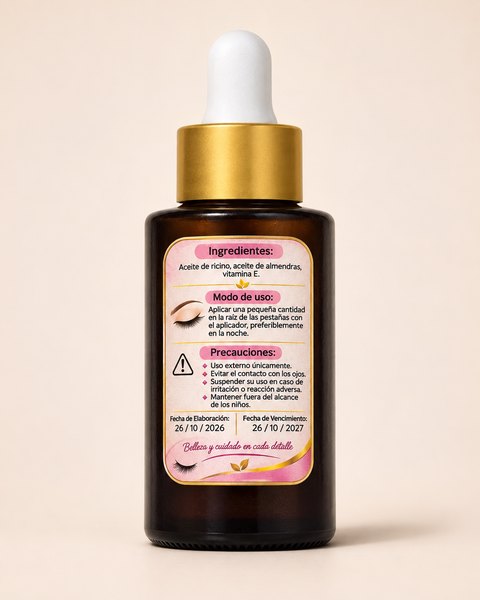 Ingredientes:
Aceite de ricino, aceite de almendras,
vitamina E.
Modo de uso:
Aplicar una pequeña cantidad
en la raíz de las pestañas con
el aplicador, preferiblemente
en la noche.
Precauciones:
Uso externo únicamente.
Evitar el contacto con los ojos.
Suspender su uso en caso de
irritación o reacción adversa.
Mantener fuera del alcance
de los niños.
Fecha de Elaboración:
26 / 10 / 2026
Fecha de Vencimiento:
26 / 10 / 2027
Belleza y cuidado en cada detalle